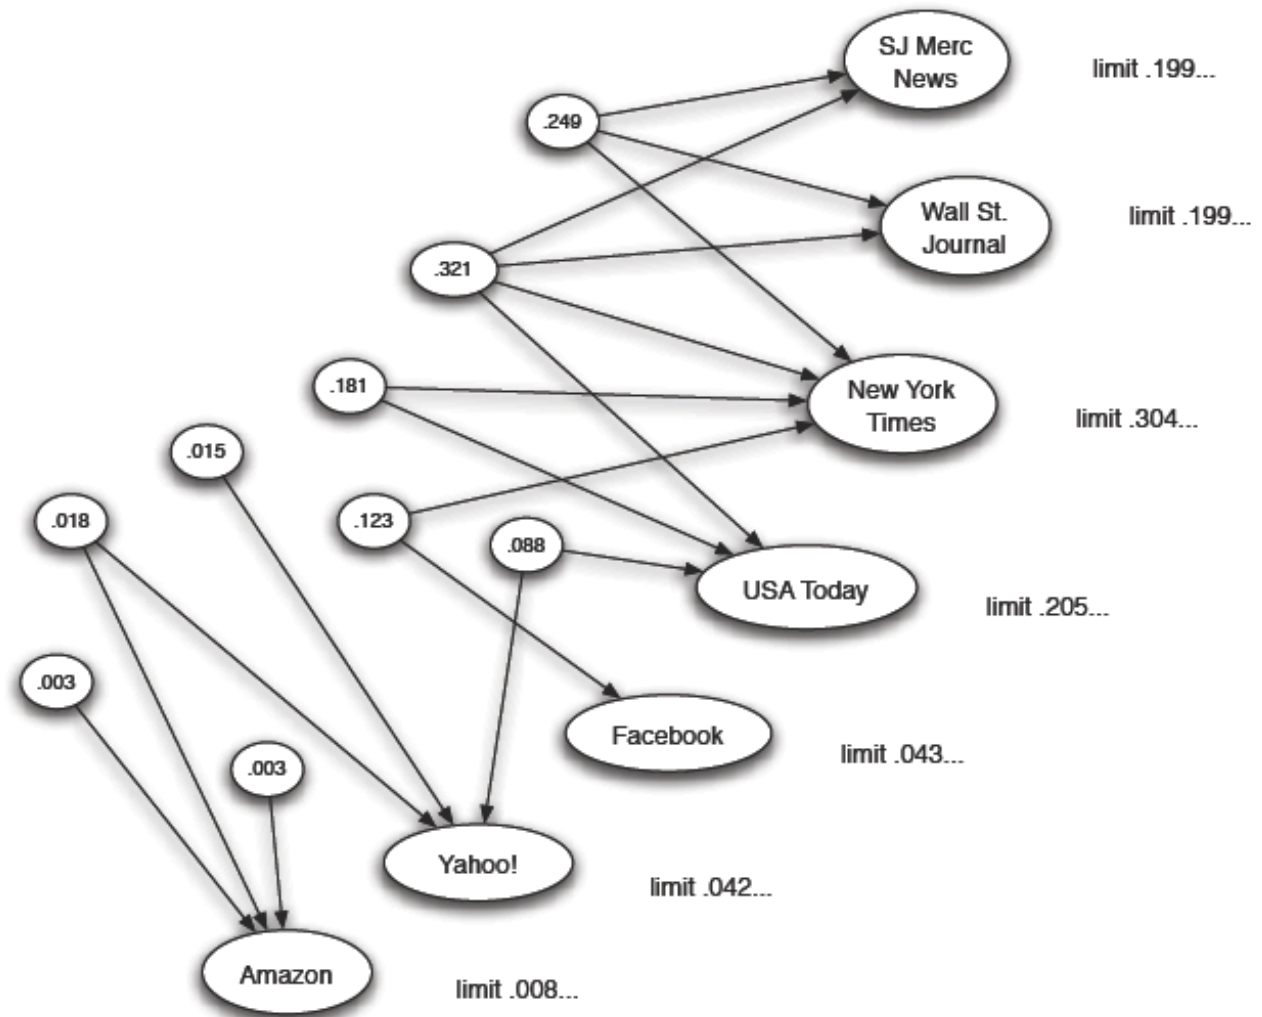 SJ Merc
News
limit .199...
.249
Wall St.
Journal
limit .199...
.321
New York
Times
limit .304...
.181
.015
.018
.123
.088
USA Today
limit .205...
.003
Facebook
limit .043...
.003
Yahoo!
limit .042...
Amazon
limit .008...